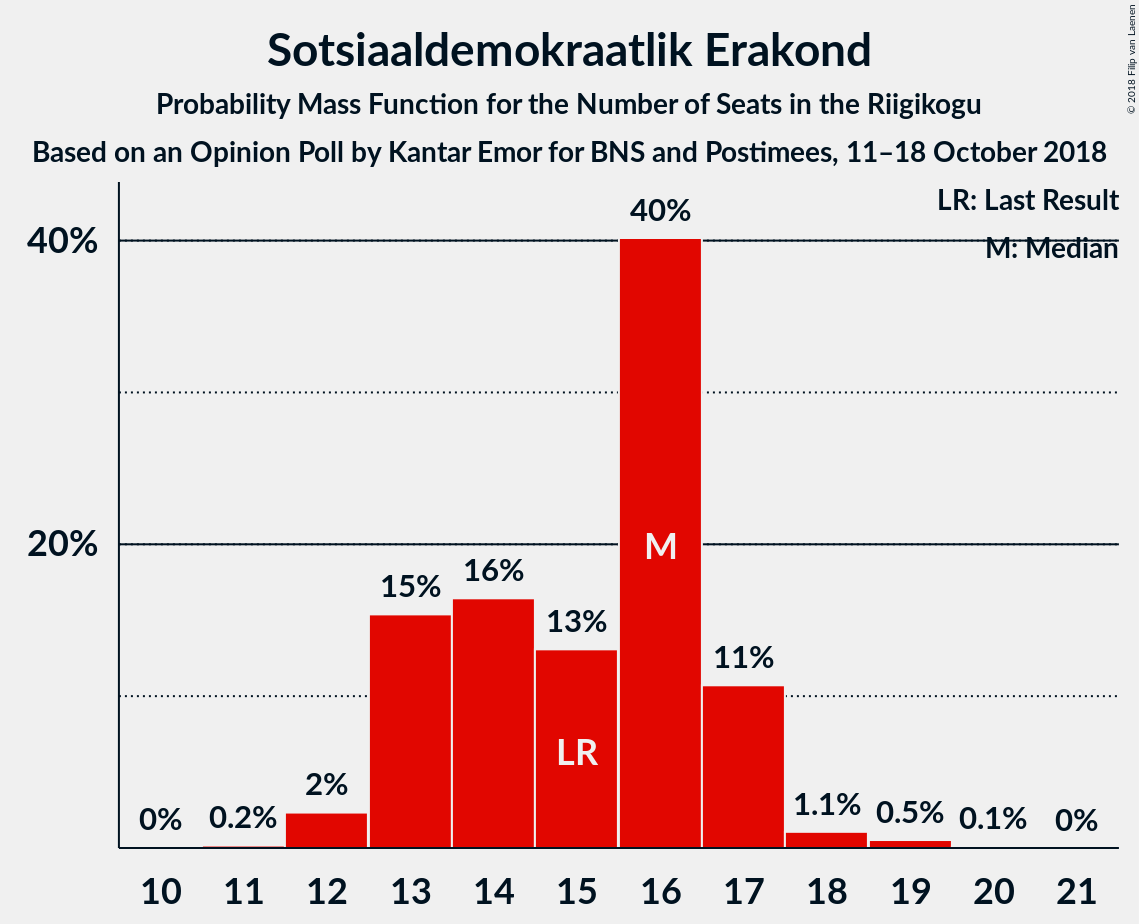 Sotsiaaldemokraatlik Erakond
Probability Mass Function for the Number of Seats in the Riigikogu
Based on an Opinion Poll by Kantar Emor for BNS and Postimees, 11–18 October 2018
© 2018 Filip van Laenen
LR: Last Result
M: Median
40%
20%
0%
0.2%
2%
15%
16%
13%
40%
11%
1.1%
0.5%
0.1%
0%
M
LR
10 11 12 13 14 15 16 17 18 19 20 21